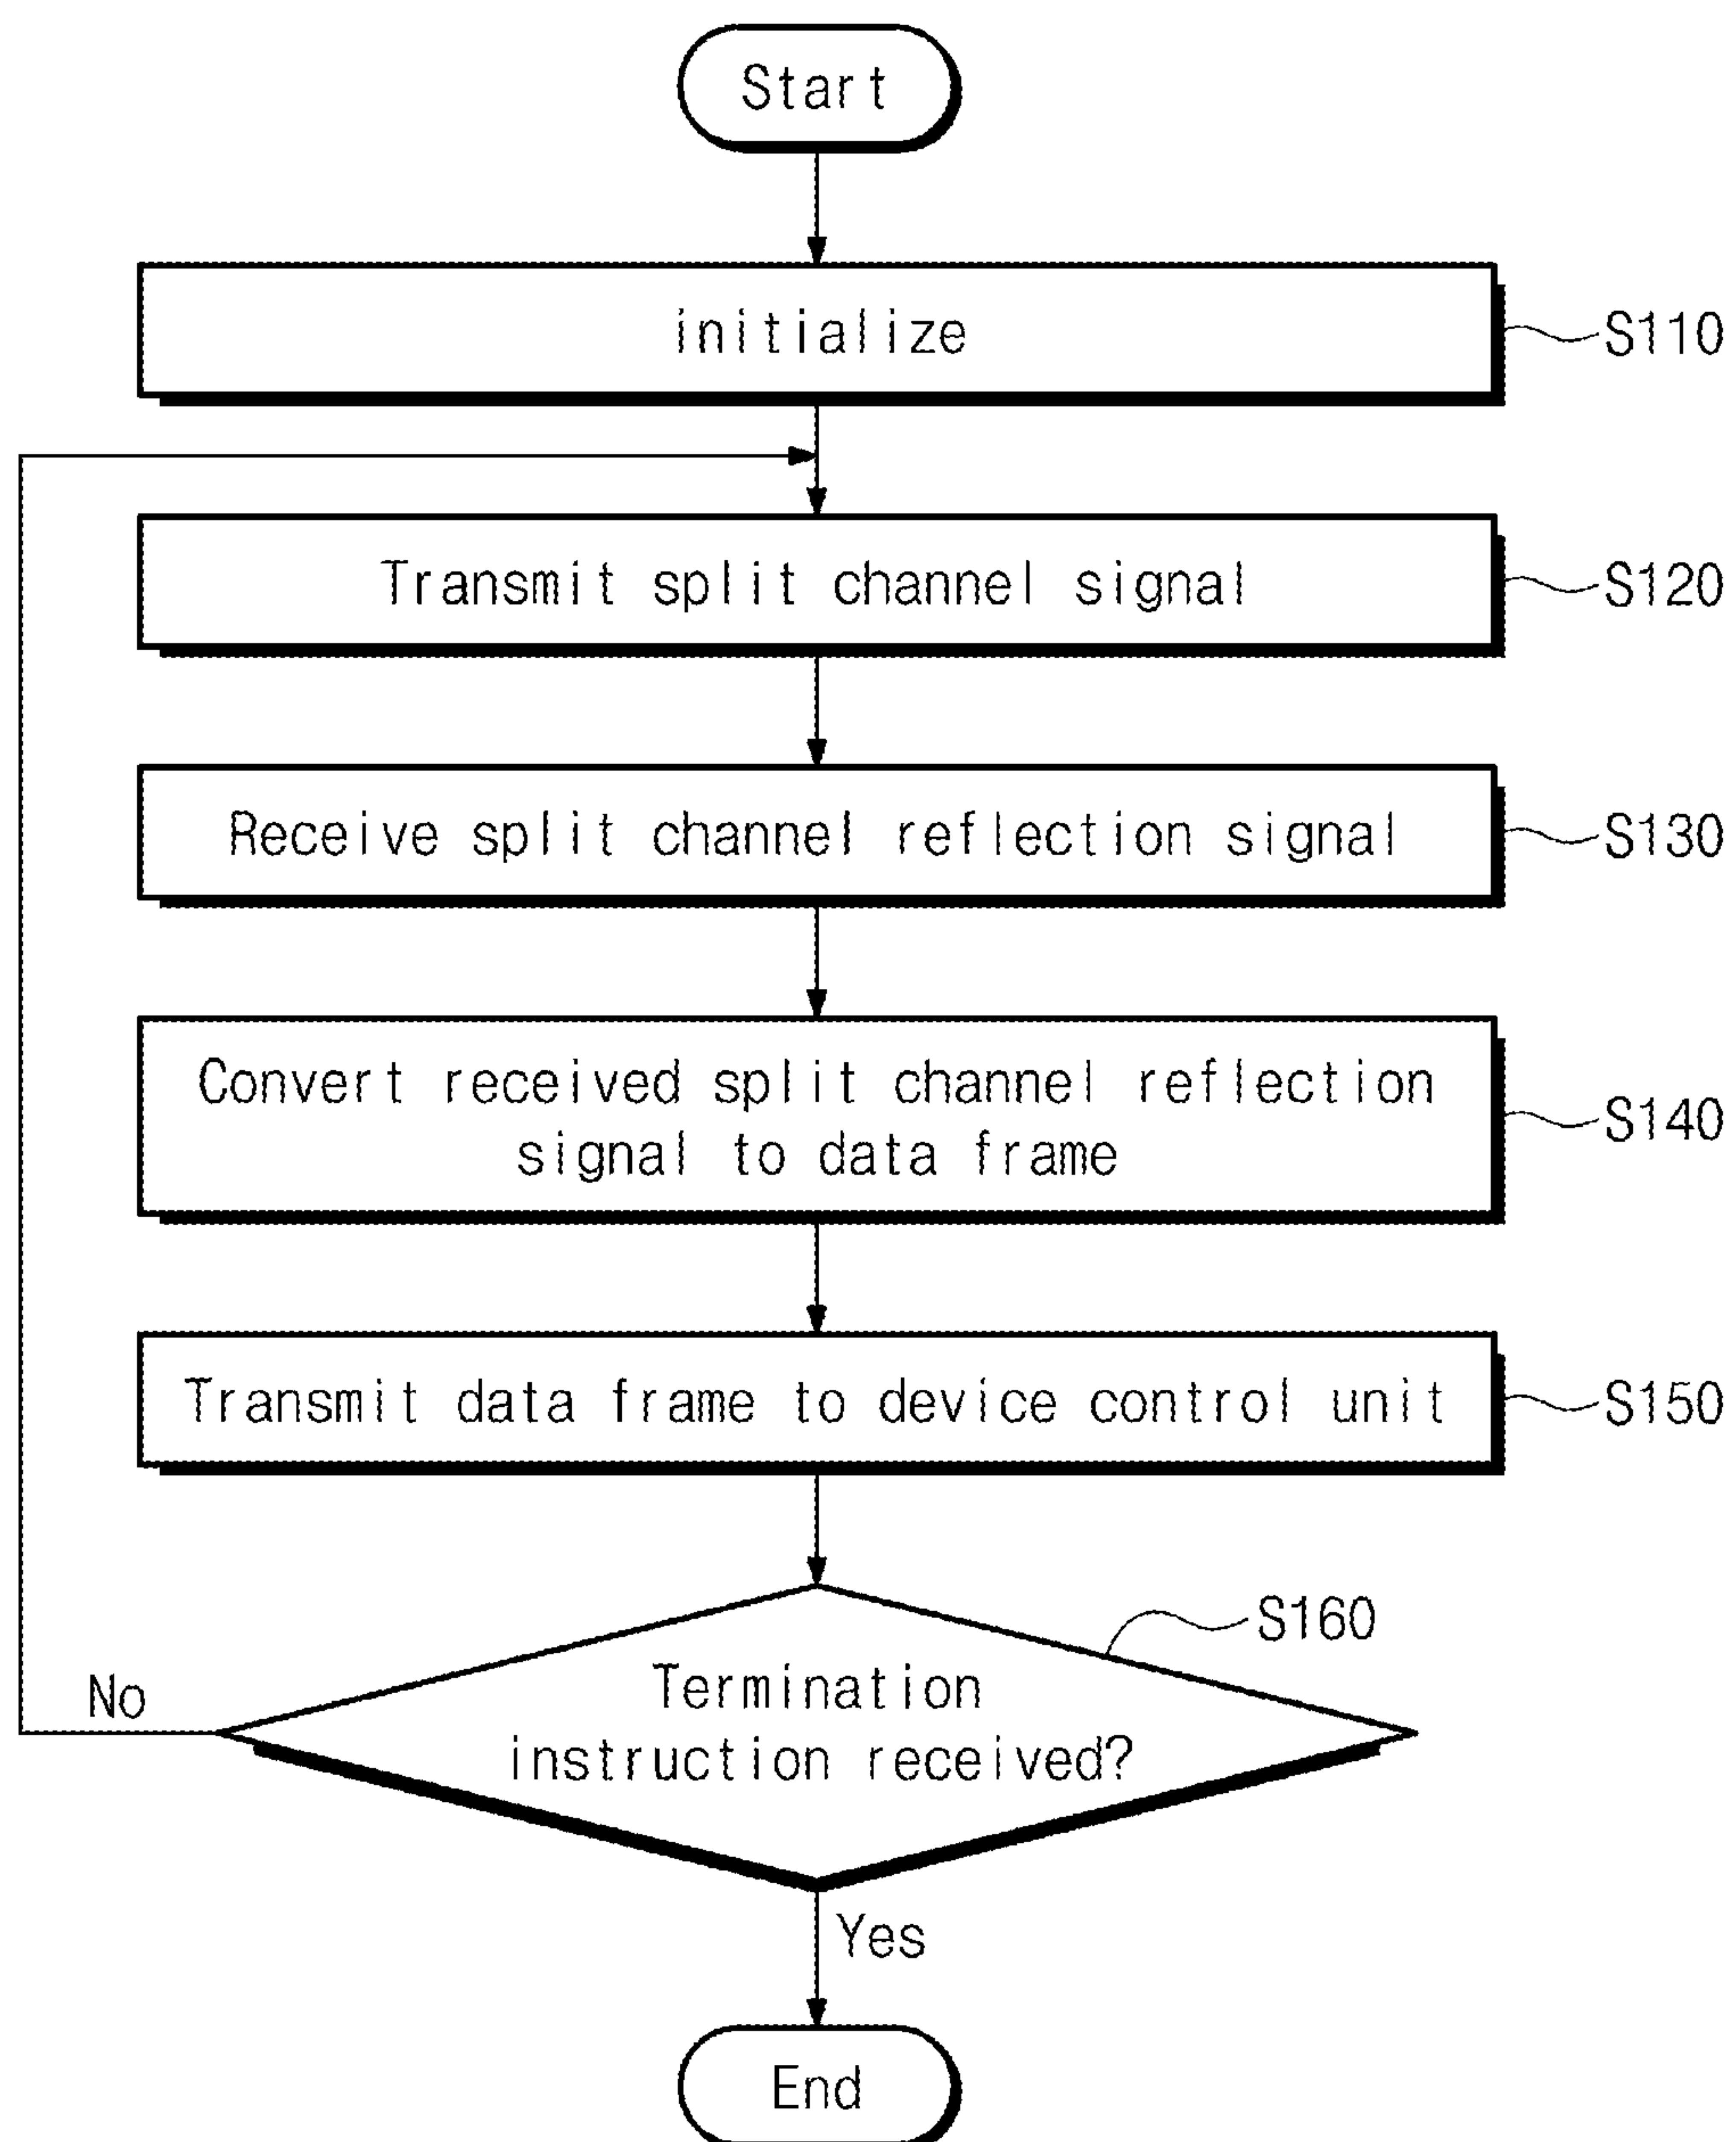 Start
initialize
S110
Transmit split channel signal
S120
Receive split channel reflection signal
S130
Convert received split channel reflection
signal to data frame
S140
Transmit data frame to device control unit
S150
S160
Termination
instruction received?
No
Yes
End